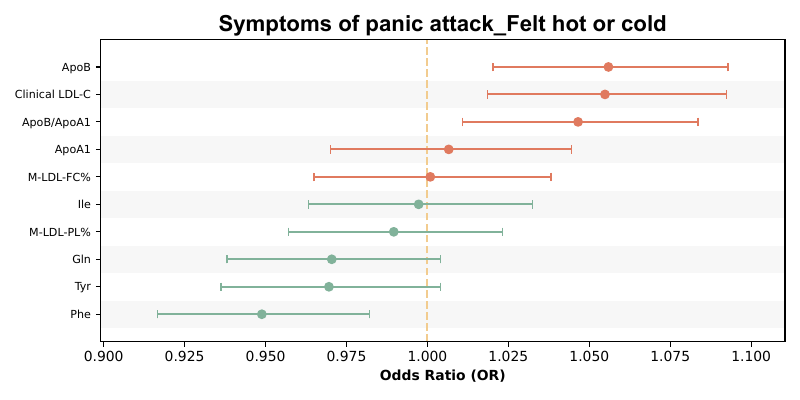 Symptoms of panic attack_Felt hot or cold
ApoB
Clinical LDL-C
ApoB/ApoA1
ApoA1
M-LDL-FC%
Ile
M-LDL-PL%
Gln
Tyr
Phe
0.900 0.925 0.950 0.975 1.000 1.025 1.050 1.075 1.100
Odds Ratio (OR)